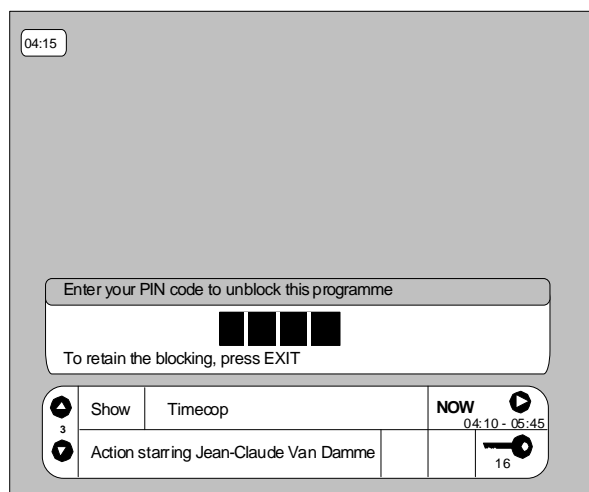 04:15
Enter your PIN code to unblock this programme
To retain the blocking, press EXIT
Show Timecop NOW
3 04:10 - 05:45
Action starring Jean-Claude Van Damme
16